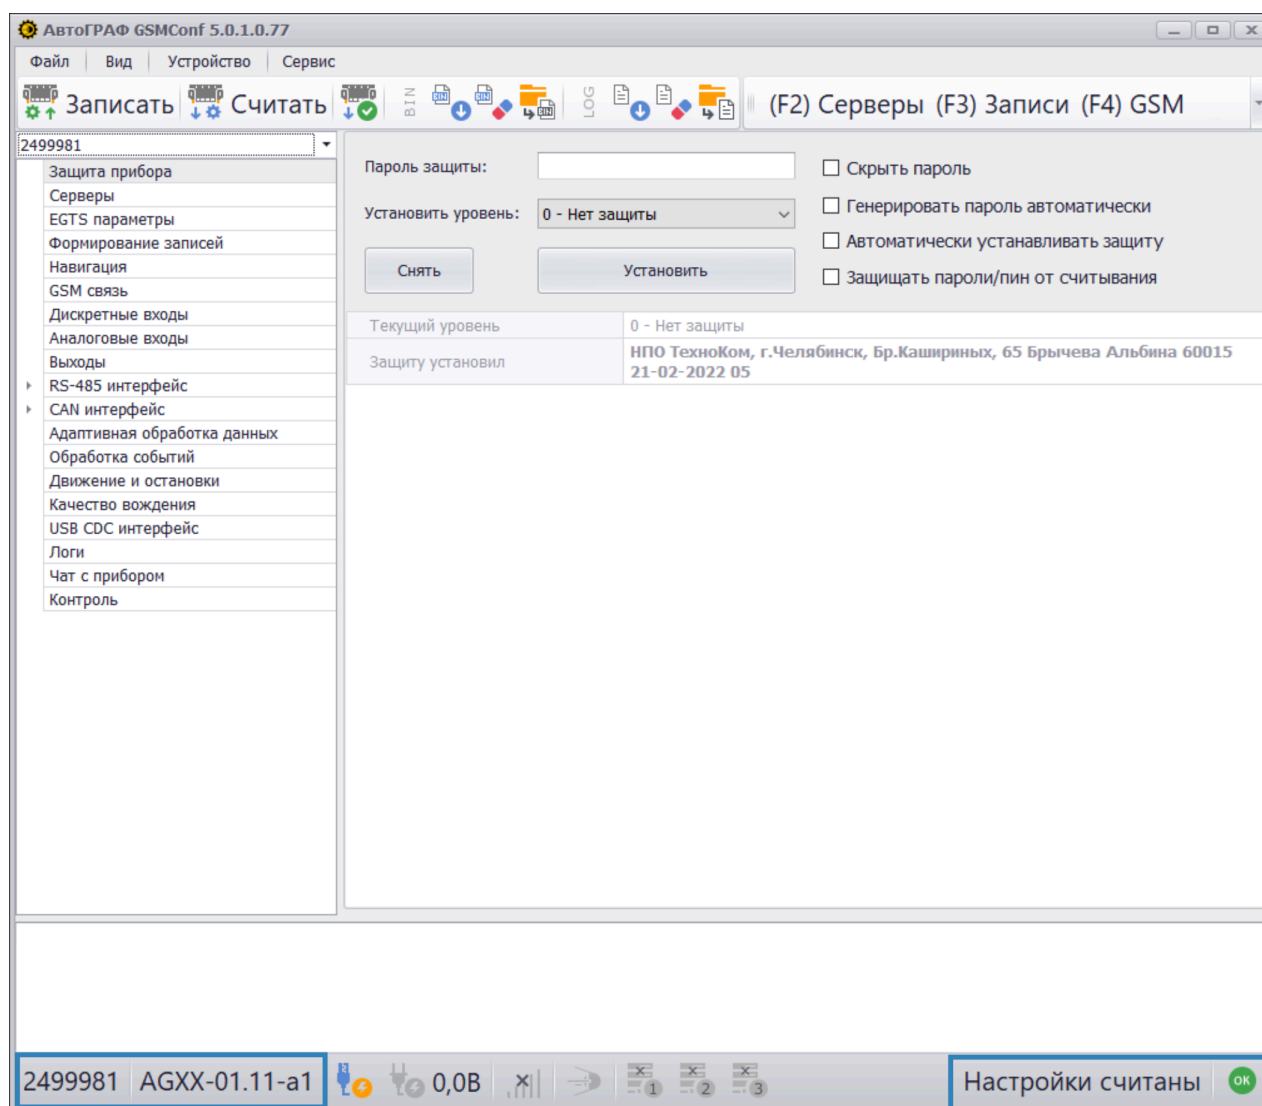 АвтоГРАФ GSMConf 5.0.1.0.77
Файл Вид Устройство Сервис
Записать Считать BIN LOG (F2) Серверы (F3) Записи (F4) GSM
2499981
Защита прибора
Серверы
EGTS параметры
Формирование записей
Навигация
GSM связь
Дискретные входы
Аналоговые входы
Выходы
RS-485 интерфейс
CAN интерфейс
Адаптивная обработка данных
Обработка событий
Движение и остановки
Качество вождения
USB CDC интерфейс
Логи
Чат с прибором
Контроль
Пароль защиты:
Скрыть пароль
Установить уровень: 0 - Нет защиты
Генерировать пароль автоматически
Автоматически устанавливать защиту
Снять Установить
Защищать пароли/пин от считывания
Текущий уровень 0 - Нет защиты
Защиту установил НПО ТехноКом, г.Челябинск, Бр.Кашириных, 65 Брычева Альбина 60015
21-02-2022 05
2499981 AGXX-01.11-a1 0,0В 1 2 3 Настройки считаны OK